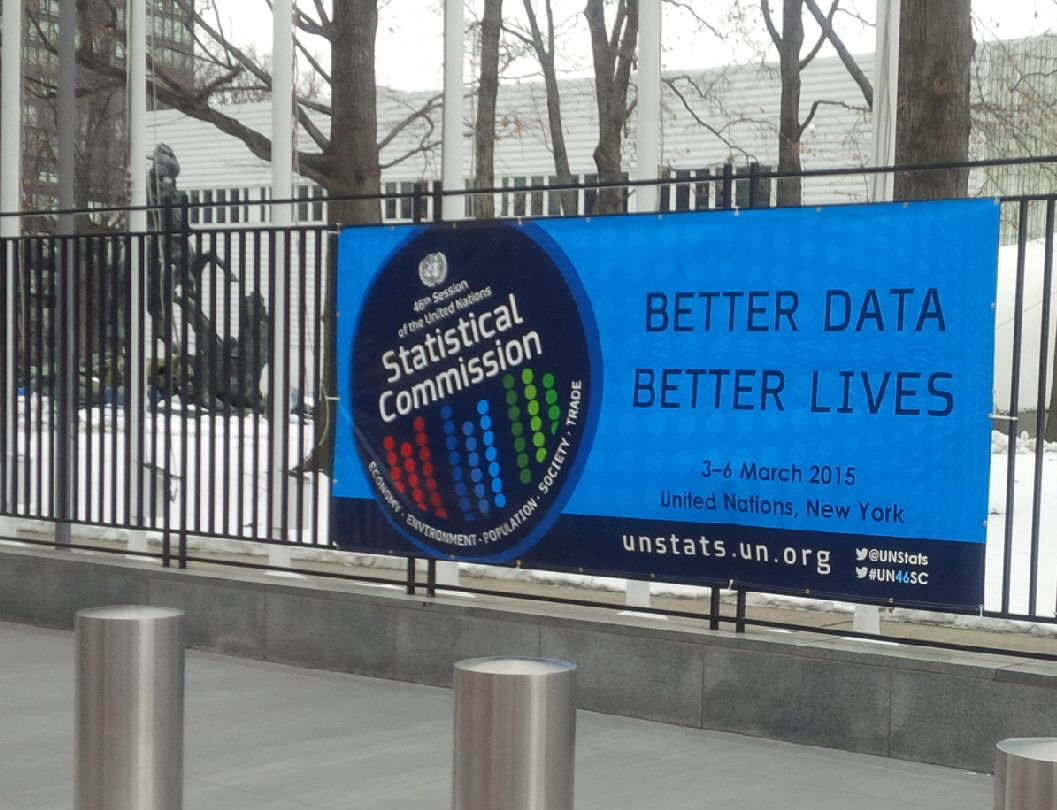 46th Session
of the United Nations
Statistical
Commission
ECONOMY · ENVIRONMENT · POPULATION · SOCIETY · TRADE
BETTER DATA
BETTER LIVES
3-6 March 2015
United Nations, New York
unstats.un.org
@UNStats
#UN46SC